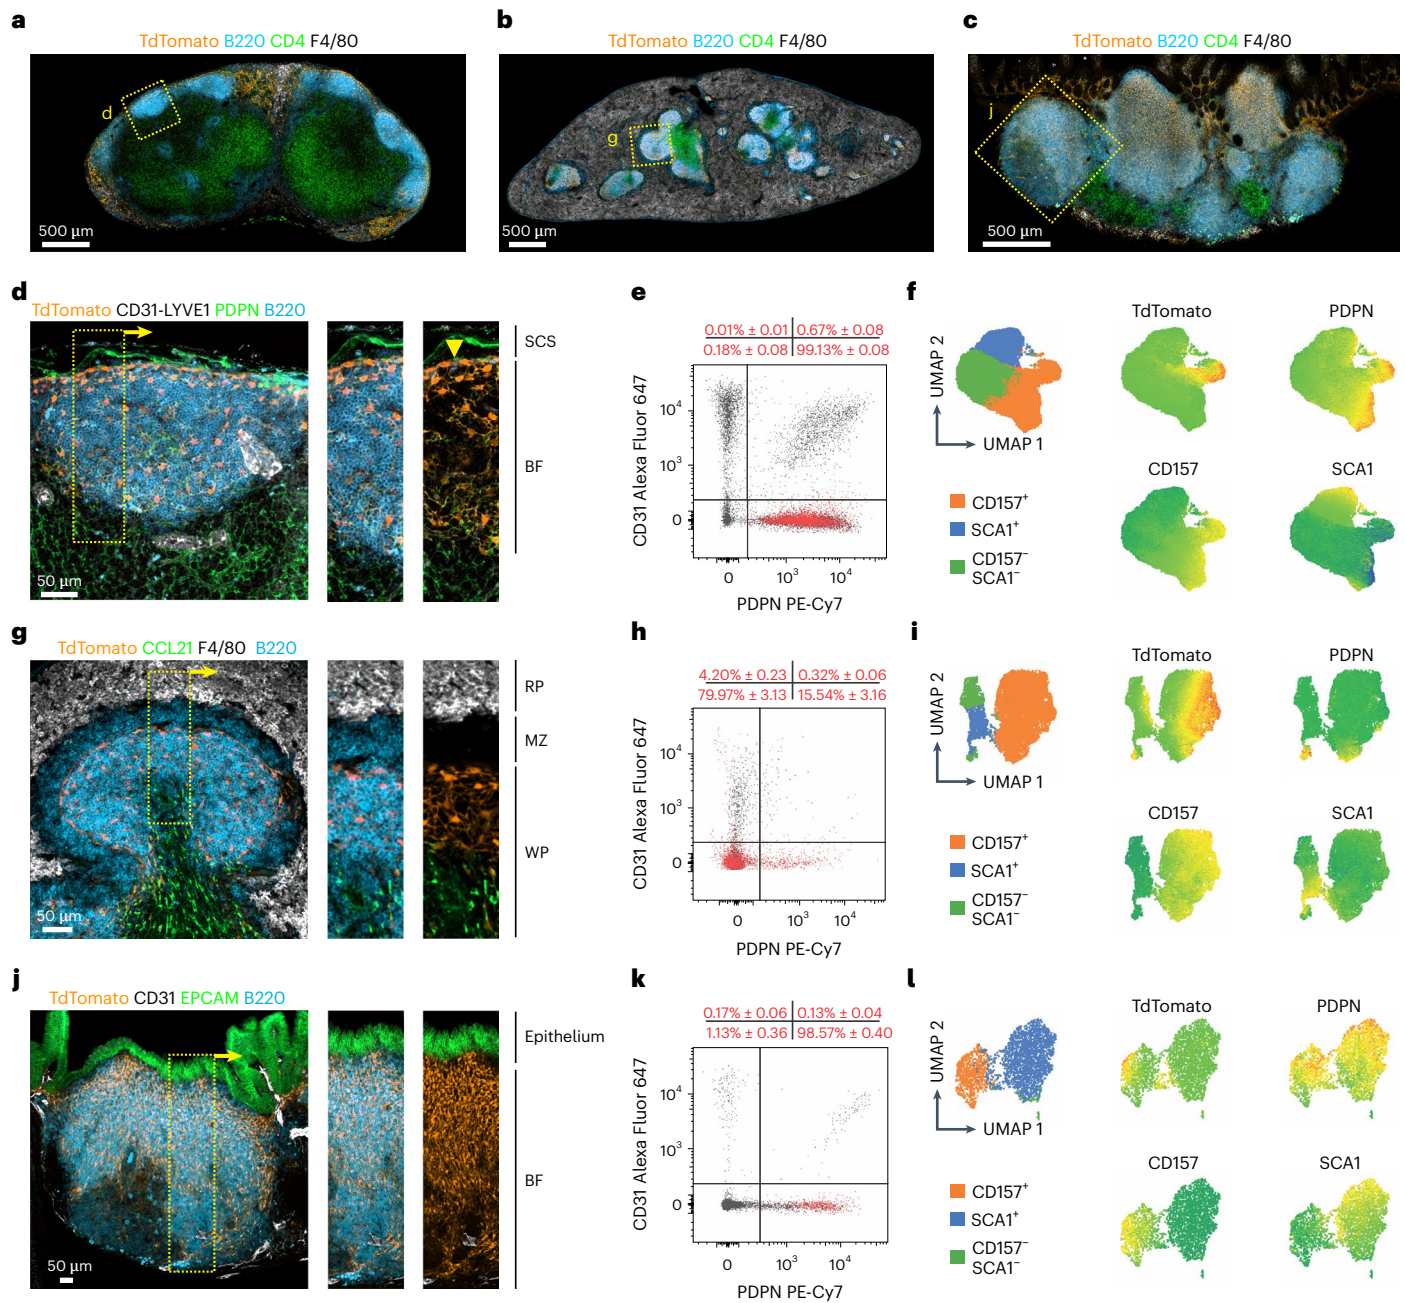 a
TdTomato B220 CD4 F4/80
d
500 µm
b
TdTomato B220 CD4 F4/80
g
500 µm
c
TdTomato B220 CD4 F4/80
j
500 µm
d
TdTomato CD31-LYVE1 PDPN B220
50 µm
SCS
BF
e
0.01% ± 0.01 0.67% ± 0.08
0.18% ± 0.08 99.13% ± 0.08
CD31 Alexa Fluor 647
10⁴
10³
0
0 10³ 10⁴
PDPN PE-Cy7
f
UMAP 2
UMAP 1
TdTomato
PDPN
CD157
SCA1
CD157⁺
SCA1⁺
CD157⁻
SCA1⁻
g
TdTomato CCL21 F4/80 B220
50 µm
RP
MZ
WP
h
4.20% ± 0.23 0.32% ± 0.06
79.97% ± 3.13 15.54% ± 3.16
CD31 Alexa Fluor 647
10⁴
10³
0
0 10³ 10⁴
PDPN PE-Cy7
i
UMAP 2
UMAP 1
TdTomato
PDPN
CD157
SCA1
CD157⁺
SCA1⁺
CD157⁻
SCA1⁻
j
TdTomato CD31 EPCAM B220
50 µm
Epithelium
BF
k
0.17% ± 0.06 0.13% ± 0.04
1.13% ± 0.36 98.57% ± 0.40
CD31 Alexa Fluor 647
10⁴
10³
0
0 10³ 10⁴
PDPN PE-Cy7
l
UMAP 2
UMAP 1
TdTomato
PDPN
CD157
SCA1
CD157⁺
SCA1⁺
CD157⁻
SCA1⁻